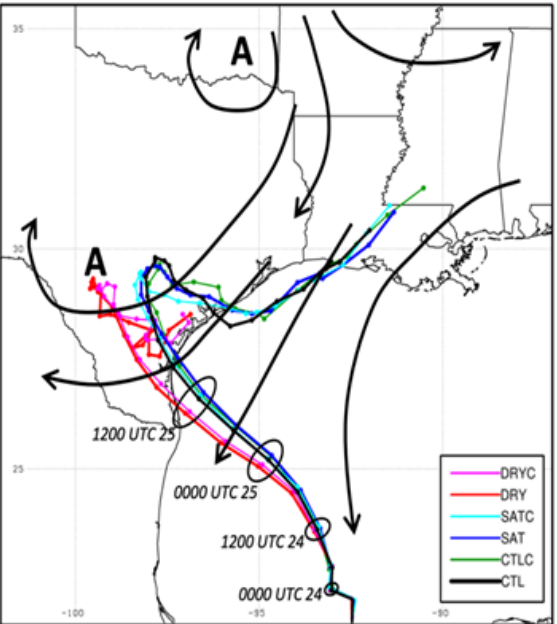 35
A
30
A
1200 UTC 25
25
0000 UTC 25
1200 UTC 24
0000 UTC 24
DRYC
DRY
SATC
SAT
CTLC
CTL
-100
-95
-90